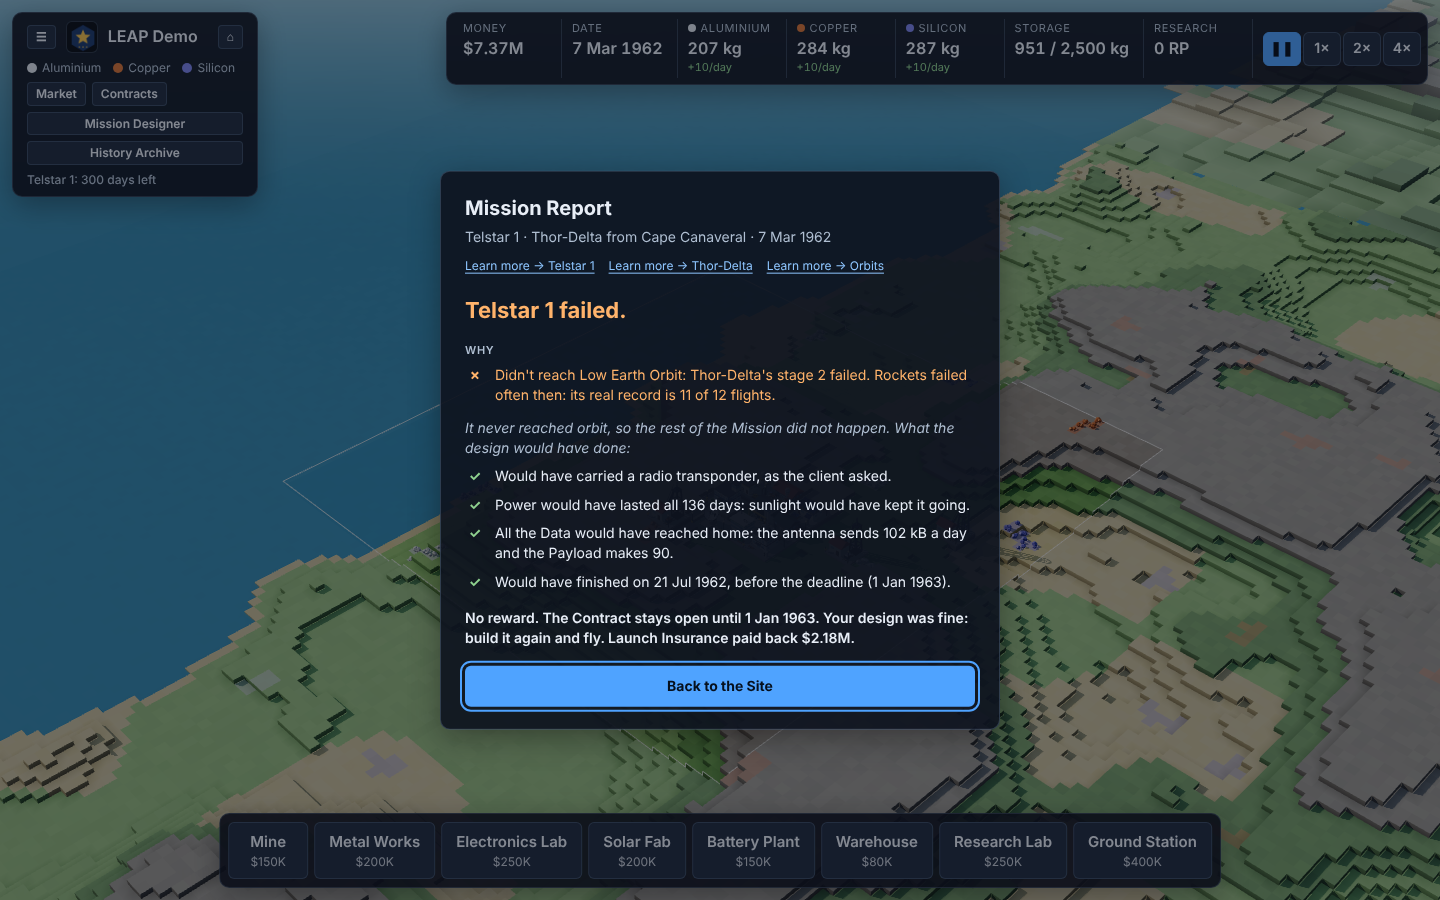 LEAP Demo
Aluminium Copper Silicon
Market Contracts
Mission Designer
History Archive
Telstar 1: 300 days left
MONEY
$7.37M
DATE
7 Mar 1962
ALUMINIUM
207 kg
+10/day
COPPER
284 kg
+10/day
SILICON
287 kg
+10/day
STORAGE
951 / 2,500 kg
RESEARCH
0 RP
1× 2× 4×
Mission Report
Telstar 1 · Thor-Delta from Cape Canaveral · 7 Mar 1962
Learn more → Telstar 1 Learn more → Thor-Delta Learn more → Orbits
Telstar 1 failed.
WHY
× Didn't reach Low Earth Orbit: Thor-Delta's stage 2 failed. Rockets failed
often then: its real record is 11 of 12 flights.
It never reached orbit, so the rest of the Mission did not happen. What the
design would have done:
✓ Would have carried a radio transponder, as the client asked.
✓ Power would have lasted all 136 days: sunlight would have kept it going.
✓ All the Data would have reached home: the antenna sends 102 kB a day
and the Payload makes 90.
✓ Would have finished on 21 Jul 1962, before the deadline (1 Jan 1963).
No reward. The Contract stays open until 1 Jan 1963. Your design was fine:
build it again and fly. Launch Insurance paid back $2.18M.
Back to the Site
Mine
$150K
Metal Works
$200K
Electronics Lab
$250K
Solar Fab
$200K
Battery Plant
$150K
Warehouse
$80K
Research Lab
$250K
Ground Station
$400K